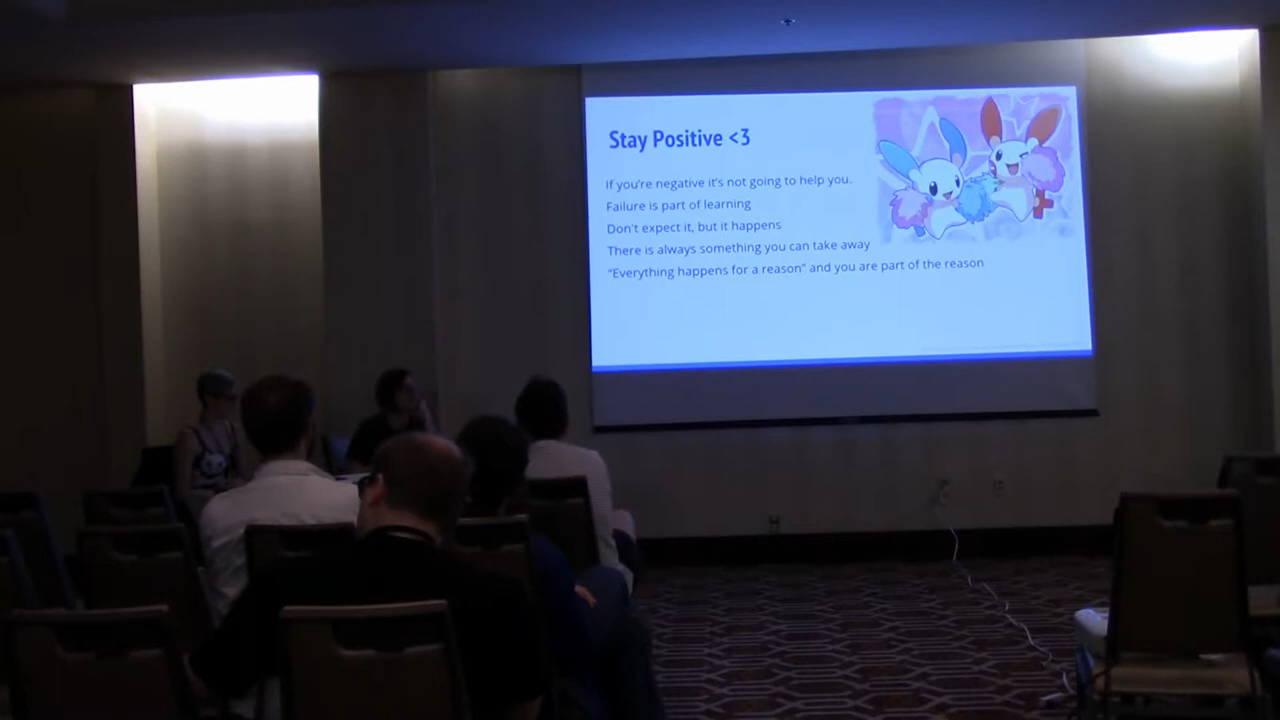 Stay Positive <3
If you're negative it's not going to help you.
Failure is part of learning
Don't expect it, but it happens
There is always something you can take away
"Everything happens for a reason" and you are part of the reason